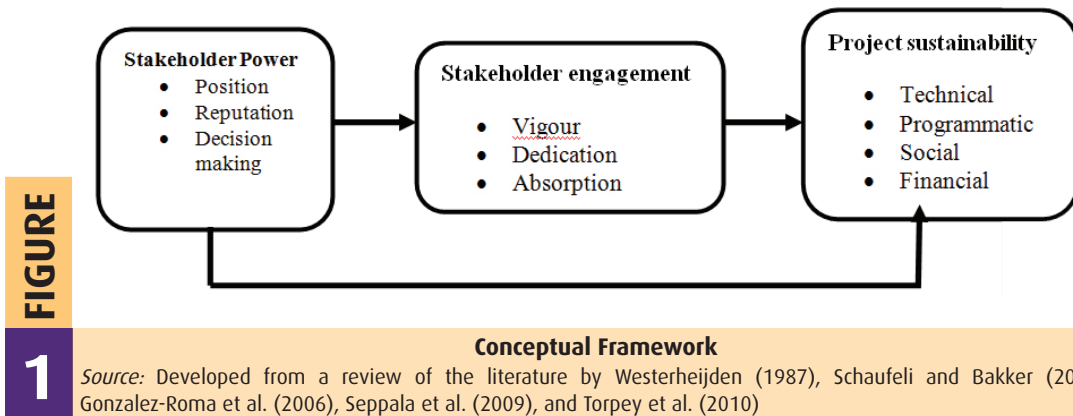 Stakeholder Power
• Position
• Reputation
• Decision
making
Stakeholder engagement
• Vigour
• Dedication
• Absorption
Project sustainability
• Technical
• Programmatic
• Social
• Financial
FIGURE
1
Conceptual Framework
Source: Developed from a review of the literature by Westerheijden (1987), Schaufeli and Bakker (20
Gonzalez-Roma et al. (2006), Seppala et al. (2009), and Torpey et al. (2010)